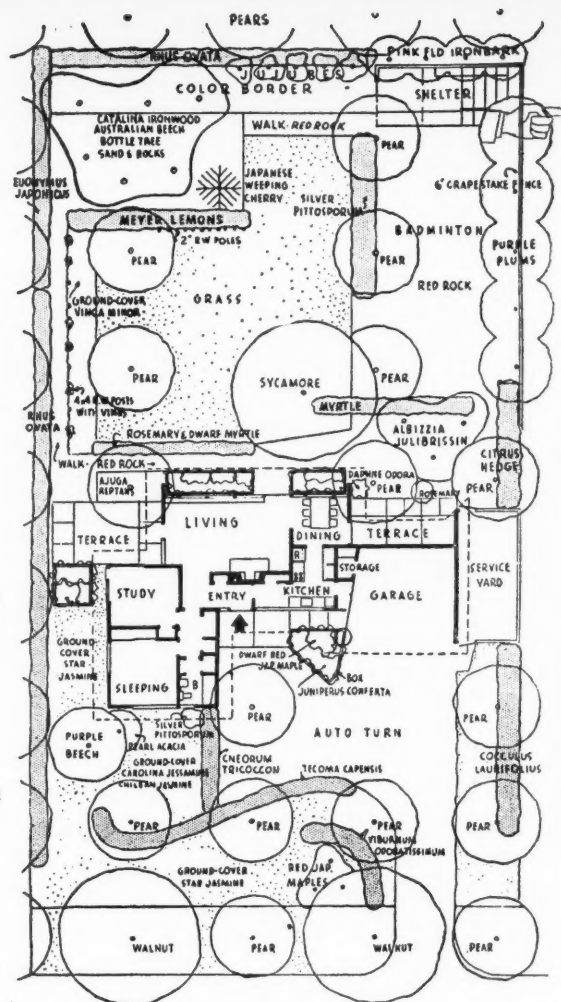 PEARS
RHUS OVATA
JUJUBES
PINK FLD IRONBARK
COLOR BORDER
SHELTER
CATALINA IRONWOOD
AUSTRALIAN BEECH
BOTTLE TREE
SAND & ROCKS
WALK-RED ROCK
PEAR
JAPANESE
WEEPING
CHERRY
EUONYMUS
JAPONICUS
SILVER
PITTOSPORUM
6' GRAPESTAKE FENCE
MEYER LEMONS
2" R.W POLES
BADMINTON
PEAR
PEAR
PURPLE
PLUMS
GRASS
RED ROCK
GROUND-COVER
VINCA MINOR
PEAR
SYCAMORE
PEAR
4x4 R.W POSTS
WITH VINES
MYRTLE
RHUS
OVATA
ALBIZZIA
JULIBRISSIN
ROSEMARY & DWARF MYRTLE
CITRUS
HEDGE
WALK-RED ROCK
AJUGA
REPTANS
DAPHNE ODORA
PEAR
ROSEMARY
PEAR
LIVING
DINING
TERRACE
TERRACE
R
STORAGE
SERVICE
YARD
STUDY
ENTRY
KITCHEN
GARAGE
GROUND
COVER
STAR
JASMINE
DWARF RED
JAP. MAPLE
BOX
JUNIPERUS CONFERTA
SLEEPING
B
PEAR
PEAR
SILVER
PITTOSPORUM
AUTO TURN
PURPLE
BEECH
PEARL ACACIA
GROUND-COVER
CAROLINA JESSAMINE
CHILEAN JASMINE
CNEORUM
TRICOCCON
TECOMA CAPENSIS
COCCULUS
LAURIFOLIUS
PEAR
PEAR
PEAR
PEAR
VIBURNUM
ODORATISSIMUM
GROUND-COVER
STAR JASMINE
RED JAP.
MAPLES
WALNUT
PEAR
WALNUT
PEAR